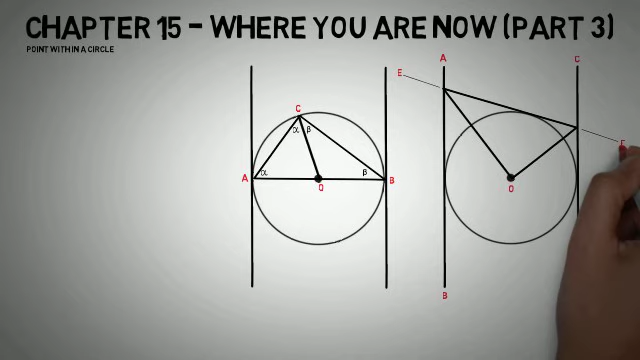 CHAPTER 15 - WHERE YOU ARE NOW (PART 3)
POINT WITHIN A CIRCLE
A
C
E
C
α β
α
β
A
B
O
O
F
B